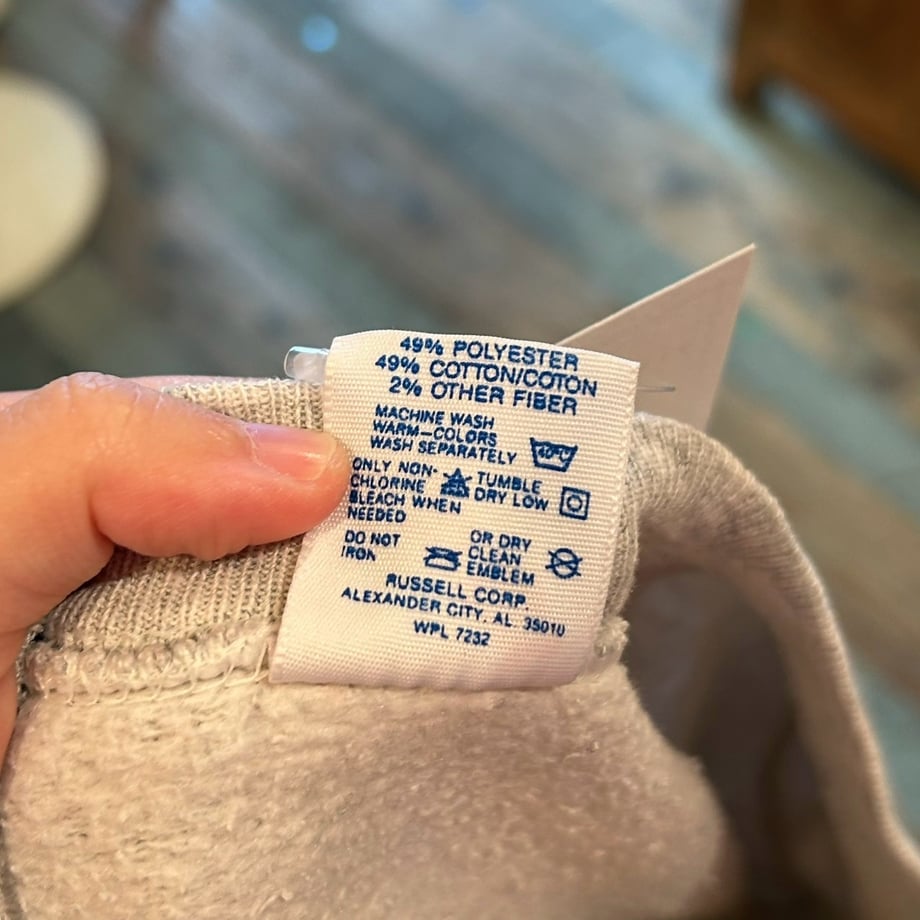 49% POLYESTER
49% COTTON/COTON
2% OTHER FIBER
MACHINE WASH
WARM-COLORS
WASH SEPARATELY
40°C
ONLY NON-
CHLORINE
BLEACH WHEN
NEEDED
TUMBLE
DRY LOW
DO NOT
IRON
OR DRY
CLEAN
EMBLEM
RUSSELL CORP.
ALEXANDER CITY, AL 35010
WPL 7232